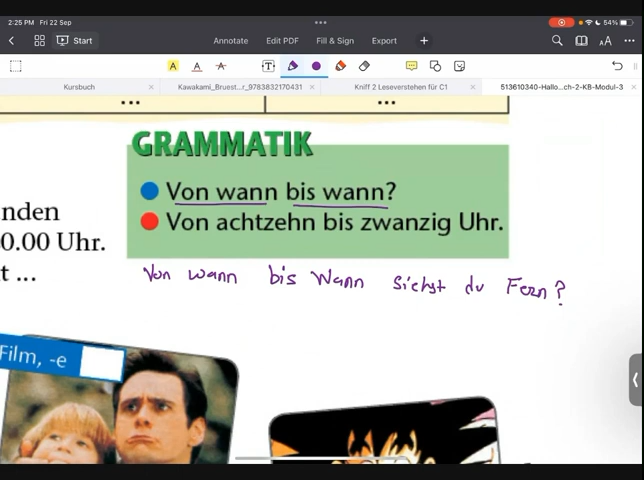 2:25 PM Fri 22 Sep
54%
Start
Annotate Edit PDF Fill & Sign Export
Kursbuch
Kawakami_Bruest...r_9783832170431
Kniff 2 Leseverstehen für C1
513610340-Hallo...ch-2-KB-Modul-3
... ...
GRAMMATIK
Von wann bis wann?
Von achtzehn bis zwanzig Uhr.
nden
0.00 Uhr.
t ...
Von wann bis Wann siehst du Fern?
Film, -e